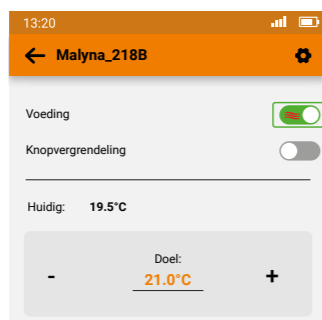 13:20
Malyna_218B
Voeding
Knopvergrendeling
Huidig: 19.5°C
Doel:
- 21.0°C +